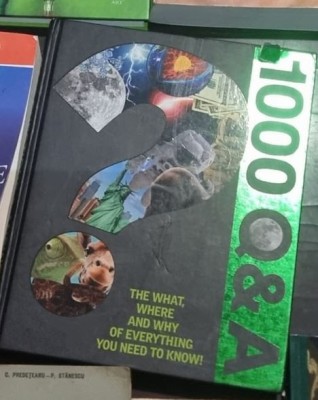 1000 Q&A
THE WHAT,
WHERE
AND WHY
OF EVERYTHING
YOU NEED TO KNOW!